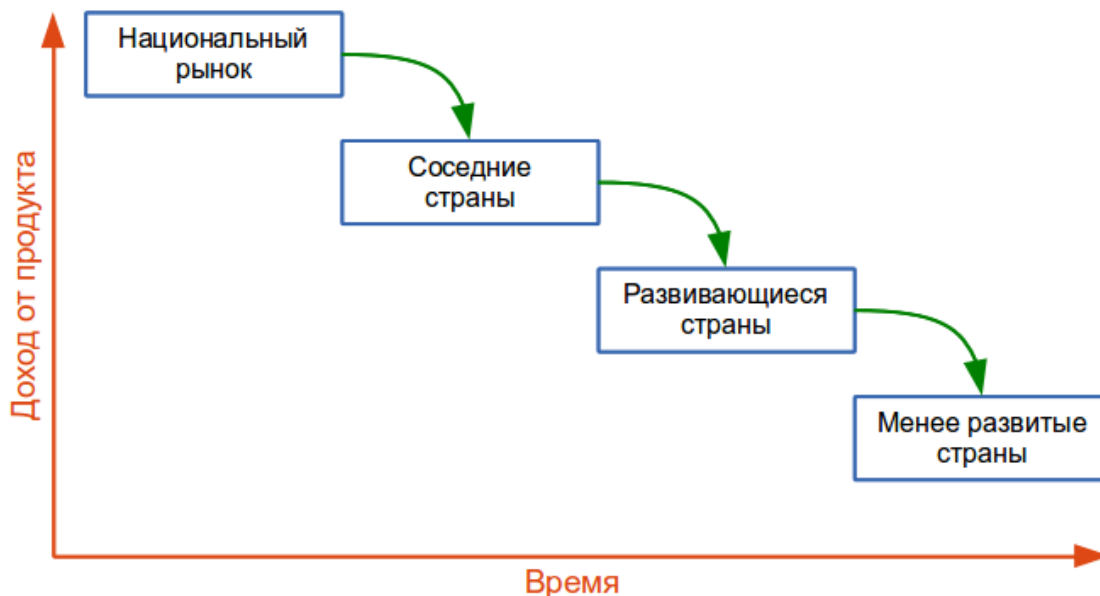 Национальный
рынок
Соседние
страны
Развивающиеся
страны
Менее развитые
страны
Доход от продукта
Время